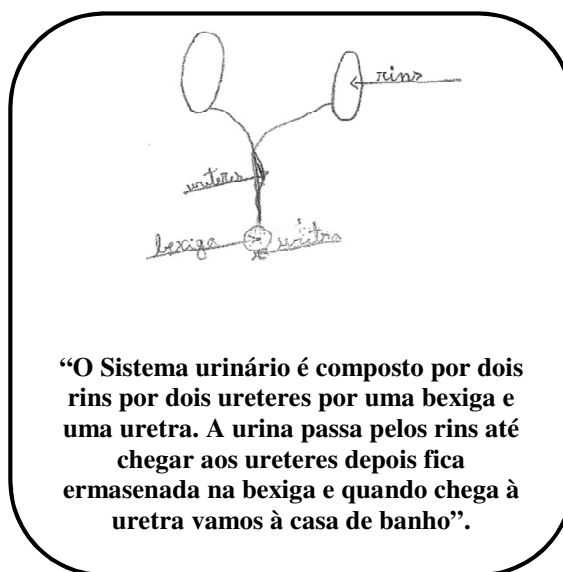 rins
ureteres
bexiga
uretra
“O Sistema urinário é composto por dois
rins por dois ureteres por uma bexiga e
uma uretra. A urina passa pelos rins até
chegar aos ureteres depois fica
ermasenada na bexiga e quando chega à
uretra vamos à casa de banho”.